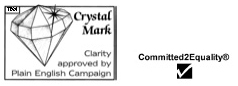 Crystal
Mark
Clarity
approved by
Plain English Campaign
Committed2Equality®